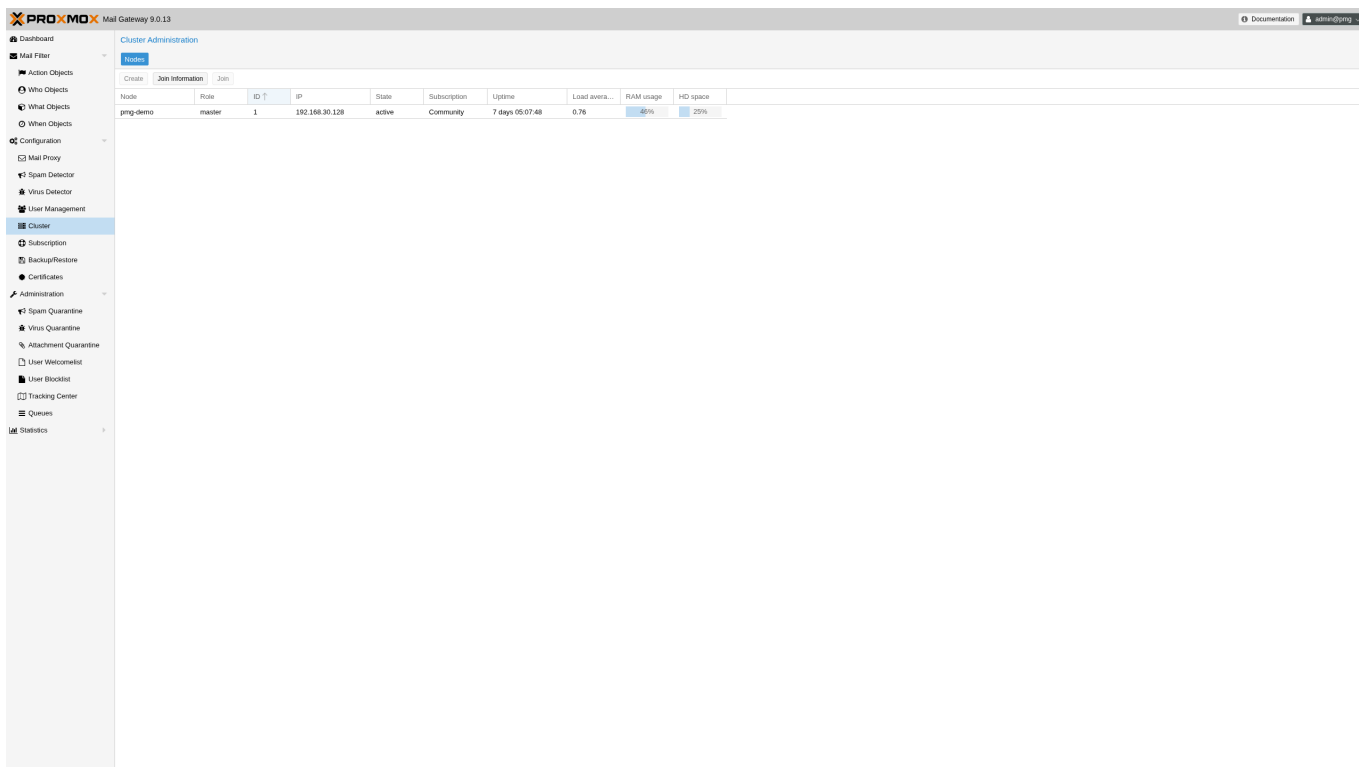 PROXMOX Mail Gateway 9.0.13
Documentation
admin@pmg
Dashboard
Mail Filter
Action Objects
Who Objects
What Objects
When Objects
Configuration
Mail Proxy
Spam Detector
Virus Detector
User Management
Cluster
Subscription
Backup/Restore
Certificates
Administration
Spam Quarantine
Virus Quarantine
Attachment Quarantine
User Welcomelist
User Blocklist
Tracking Center
Queues
Statistics
Cluster Administration
Nodes
Create Join Information Join
Node Role ID IP State Subscription Uptime Load avera... RAM usage HD space
pmg-demo master 1 192.168.30.128 active Community 7 days 05:07:48 0.76 46% 25%